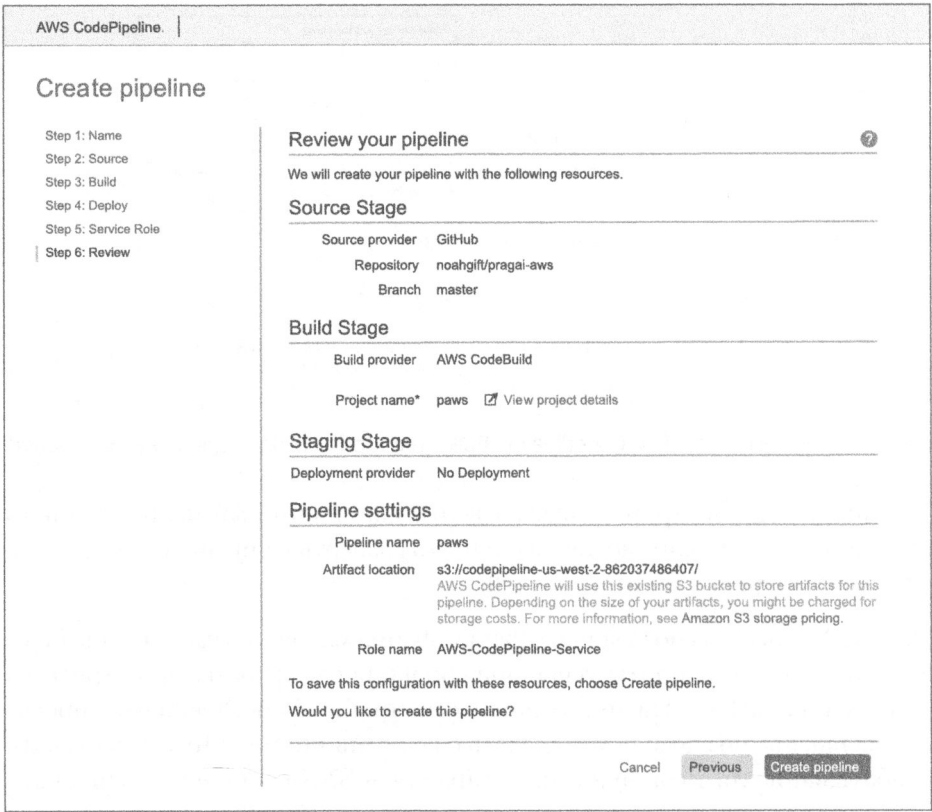 AWS CodePipeline.
Create pipeline
Step 1: Name
Step 2: Source
Step 3: Build
Step 4: Deploy
Step 5: Service Role
Step 6: Review
Review your pipeline
?
We will create your pipeline with the following resources.
Source Stage
Source provider GitHub
Repository noahgift/pragai-aws
Branch master
Build Stage
Build provider AWS CodeBuild
Project name* paws View project details
Staging Stage
Deployment provider No Deployment
Pipeline settings
Pipeline name paws
Artifact location s3://codepipeline-us-west-2-862037486407/
AWS CodePipeline will use this existing S3 bucket to store artifacts for this
pipeline. Depending on the size of your artifacts, you might be charged for
storage costs. For more information, see Amazon S3 storage pricing.
Role name AWS-CodePipeline-Service
To save this configuration with these resources, choose Create pipeline.
Would you like to create this pipeline?
Cancel Previous Create pipeline